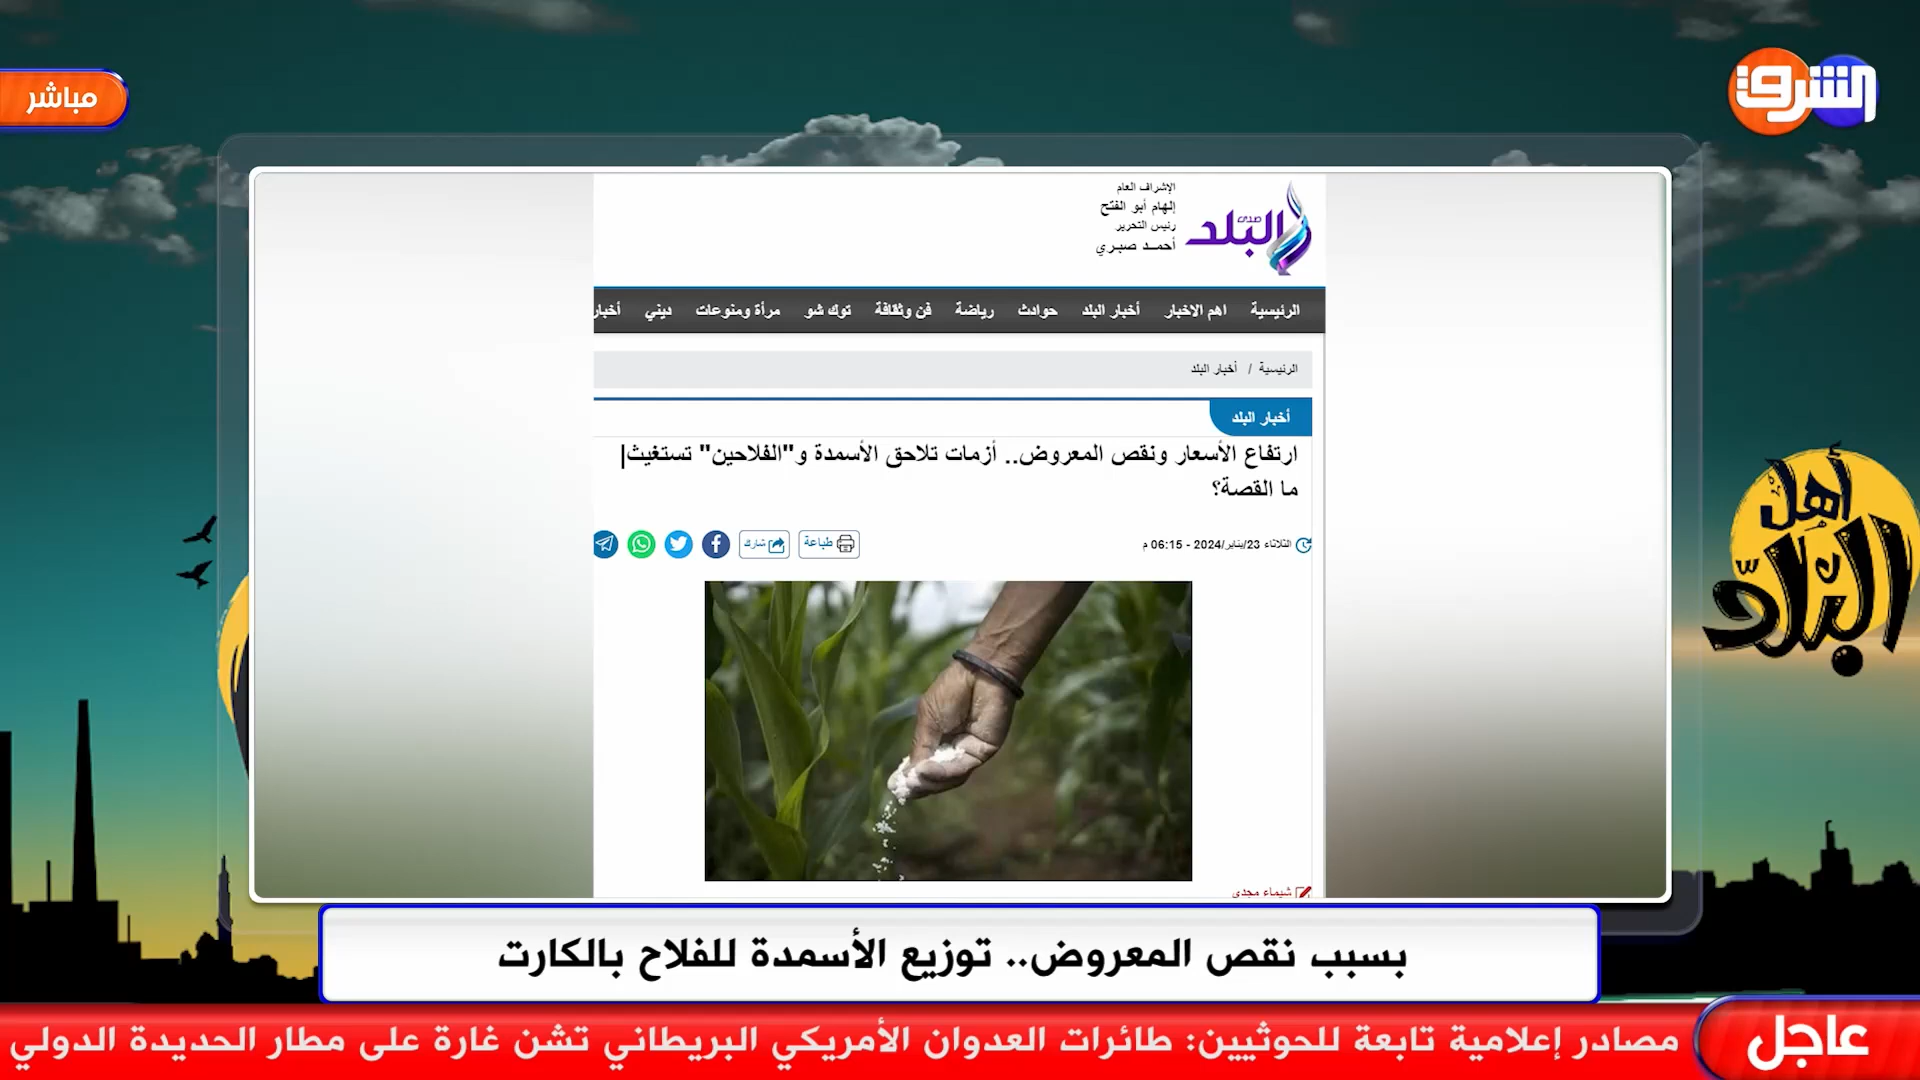 مباشر
الشرق
الإشراف العام
إلهام أبو الفتح
رئيس التحرير
أحمـد صبـري
صدى البلد
الرئيسية اهم الاخبار أخبار البلد حوادث رياضة فن وثقافة توك شو مرأة ومنوعات ديني أخبار
الرئيسية / أخبار البلد
أخبار البلد
ارتفاع الأسعار ونقص المعروض.. أزمات تلاحق الأسمدة و"الفلاحين" تستغيث|
ما القصة؟
الثلاثاء 23/يناير/2024 - 06:15 م
طباعة
شارك
أهل البلد
شيماء مجدي
بسبب نقص المعروض.. توزيع الأسمدة للفلاح بالكارت
عاجل
مصادر إعلامية تابعة للحوثيين: طائرات العدوان الأمريكي البريطاني تشن غارة على مطار الحديدة الدولي